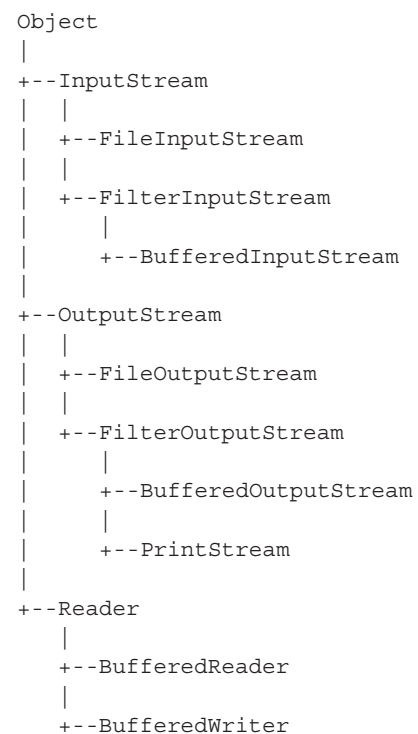 Object
|
+--InputStream
|  |
|  +--FileInputStream
|  |
|  +--FilterInputStream
|     |
|     +--BufferedInputStream
|
+--OutputStream
|  |
|  +--FileOutputStream
|  |
|  +--FilterOutputStream
|     |
|     +--BufferedOutputStream
|     |
|     +--PrintStream
|
+--Reader
   |
   +--BufferedReader
   |
   +--BufferedWriter